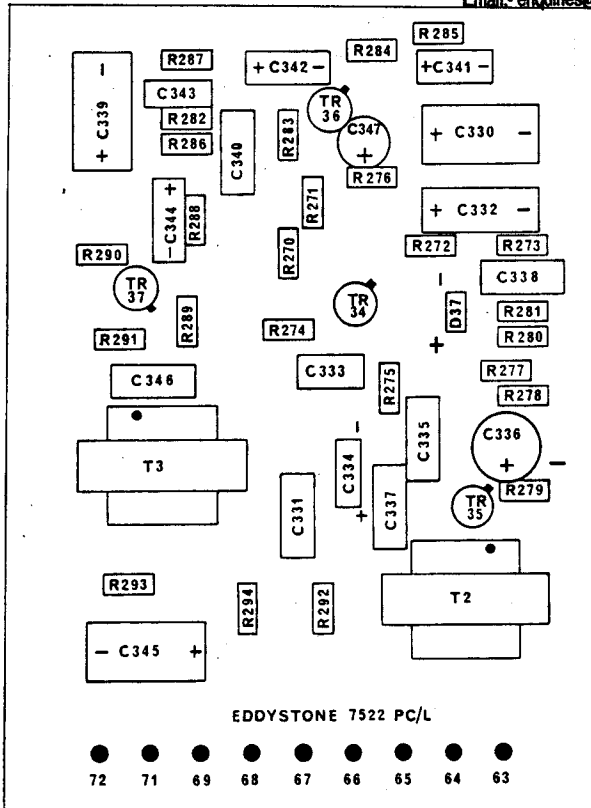 Email:- enquiries@
R285
R284
R287
+ C342 -
+ C341 -
- C339 +
C343
TR 36
R282
C340
R283
C347 +
+ C330 -
R286
R276
C344 + -
R288
R271
+ C332 -
R290
R270
R272
R273
C338
TR 37
TR 34
- D37 +
R281
R289
R274
R280
R291
C333
R277
C346
R275
R278
C335
C336 + -
T3
C334 - +
R279
C331
C337
TR 35
R293
R294
R292
T2
- C345 +
EDDYSTONE 7522 PC/L
72 71 69 68 67 66 65 64 63